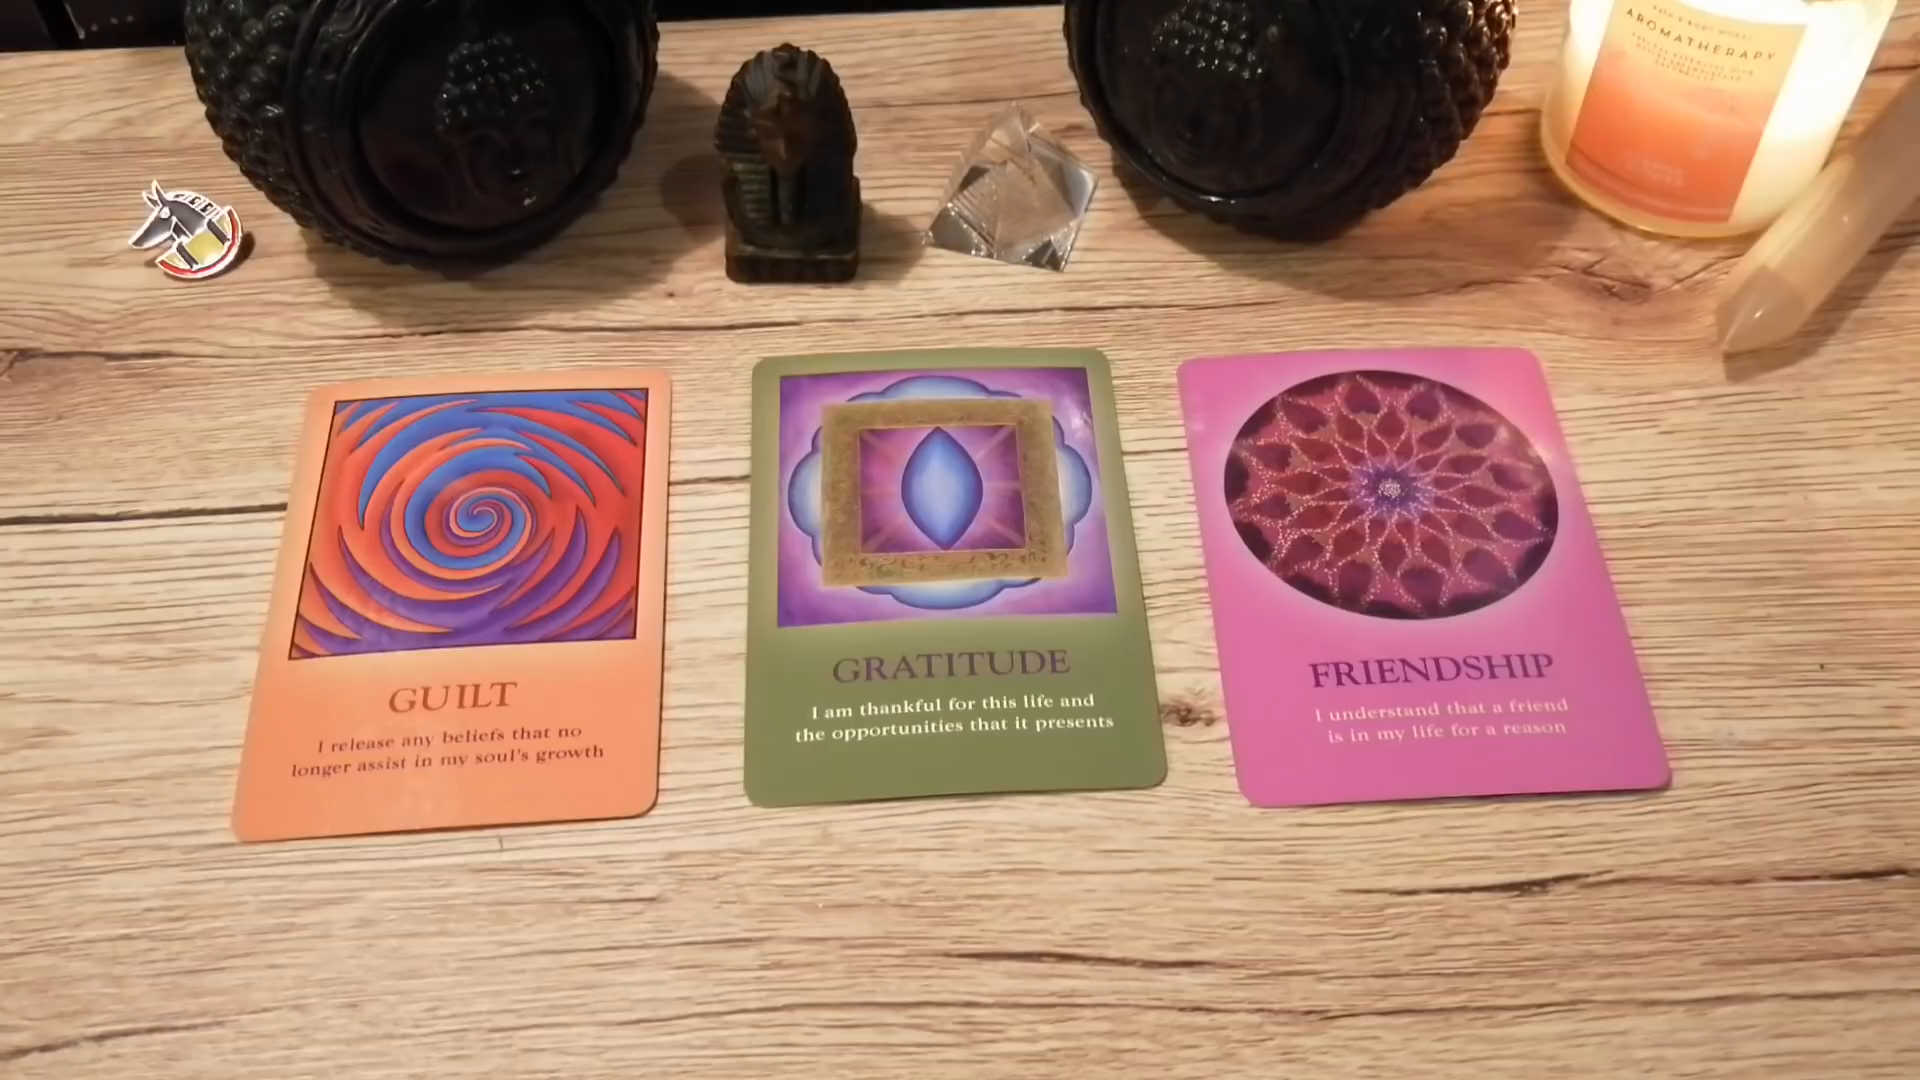 AROMATHERAPY
GUILT
I release any beliefs that no
longer assist in my soul's growth
GRATITUDE
I am thankful for this life and
the opportunities that it presents
FRIENDSHIP
I understand that a friend
is in my life for a reason